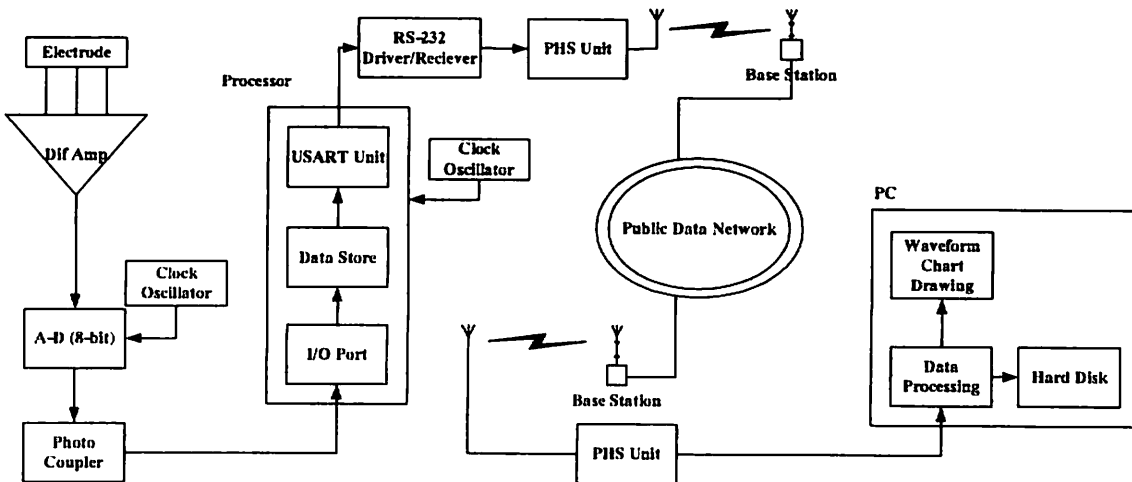 Electrode
Dif Amp
Clock
Oscillator
A-D (8-bit)
Photo
Coupler
Processor
USART Unit
Data Store
I/O Port
Clock
Oscillator
RS-232
Driver/Reciever
PHS Unit
Base Station
Public Data Network
Base Station
PHS Unit
PC
Waveform
Chart
Drawing
Data
Processing
Hard Disk